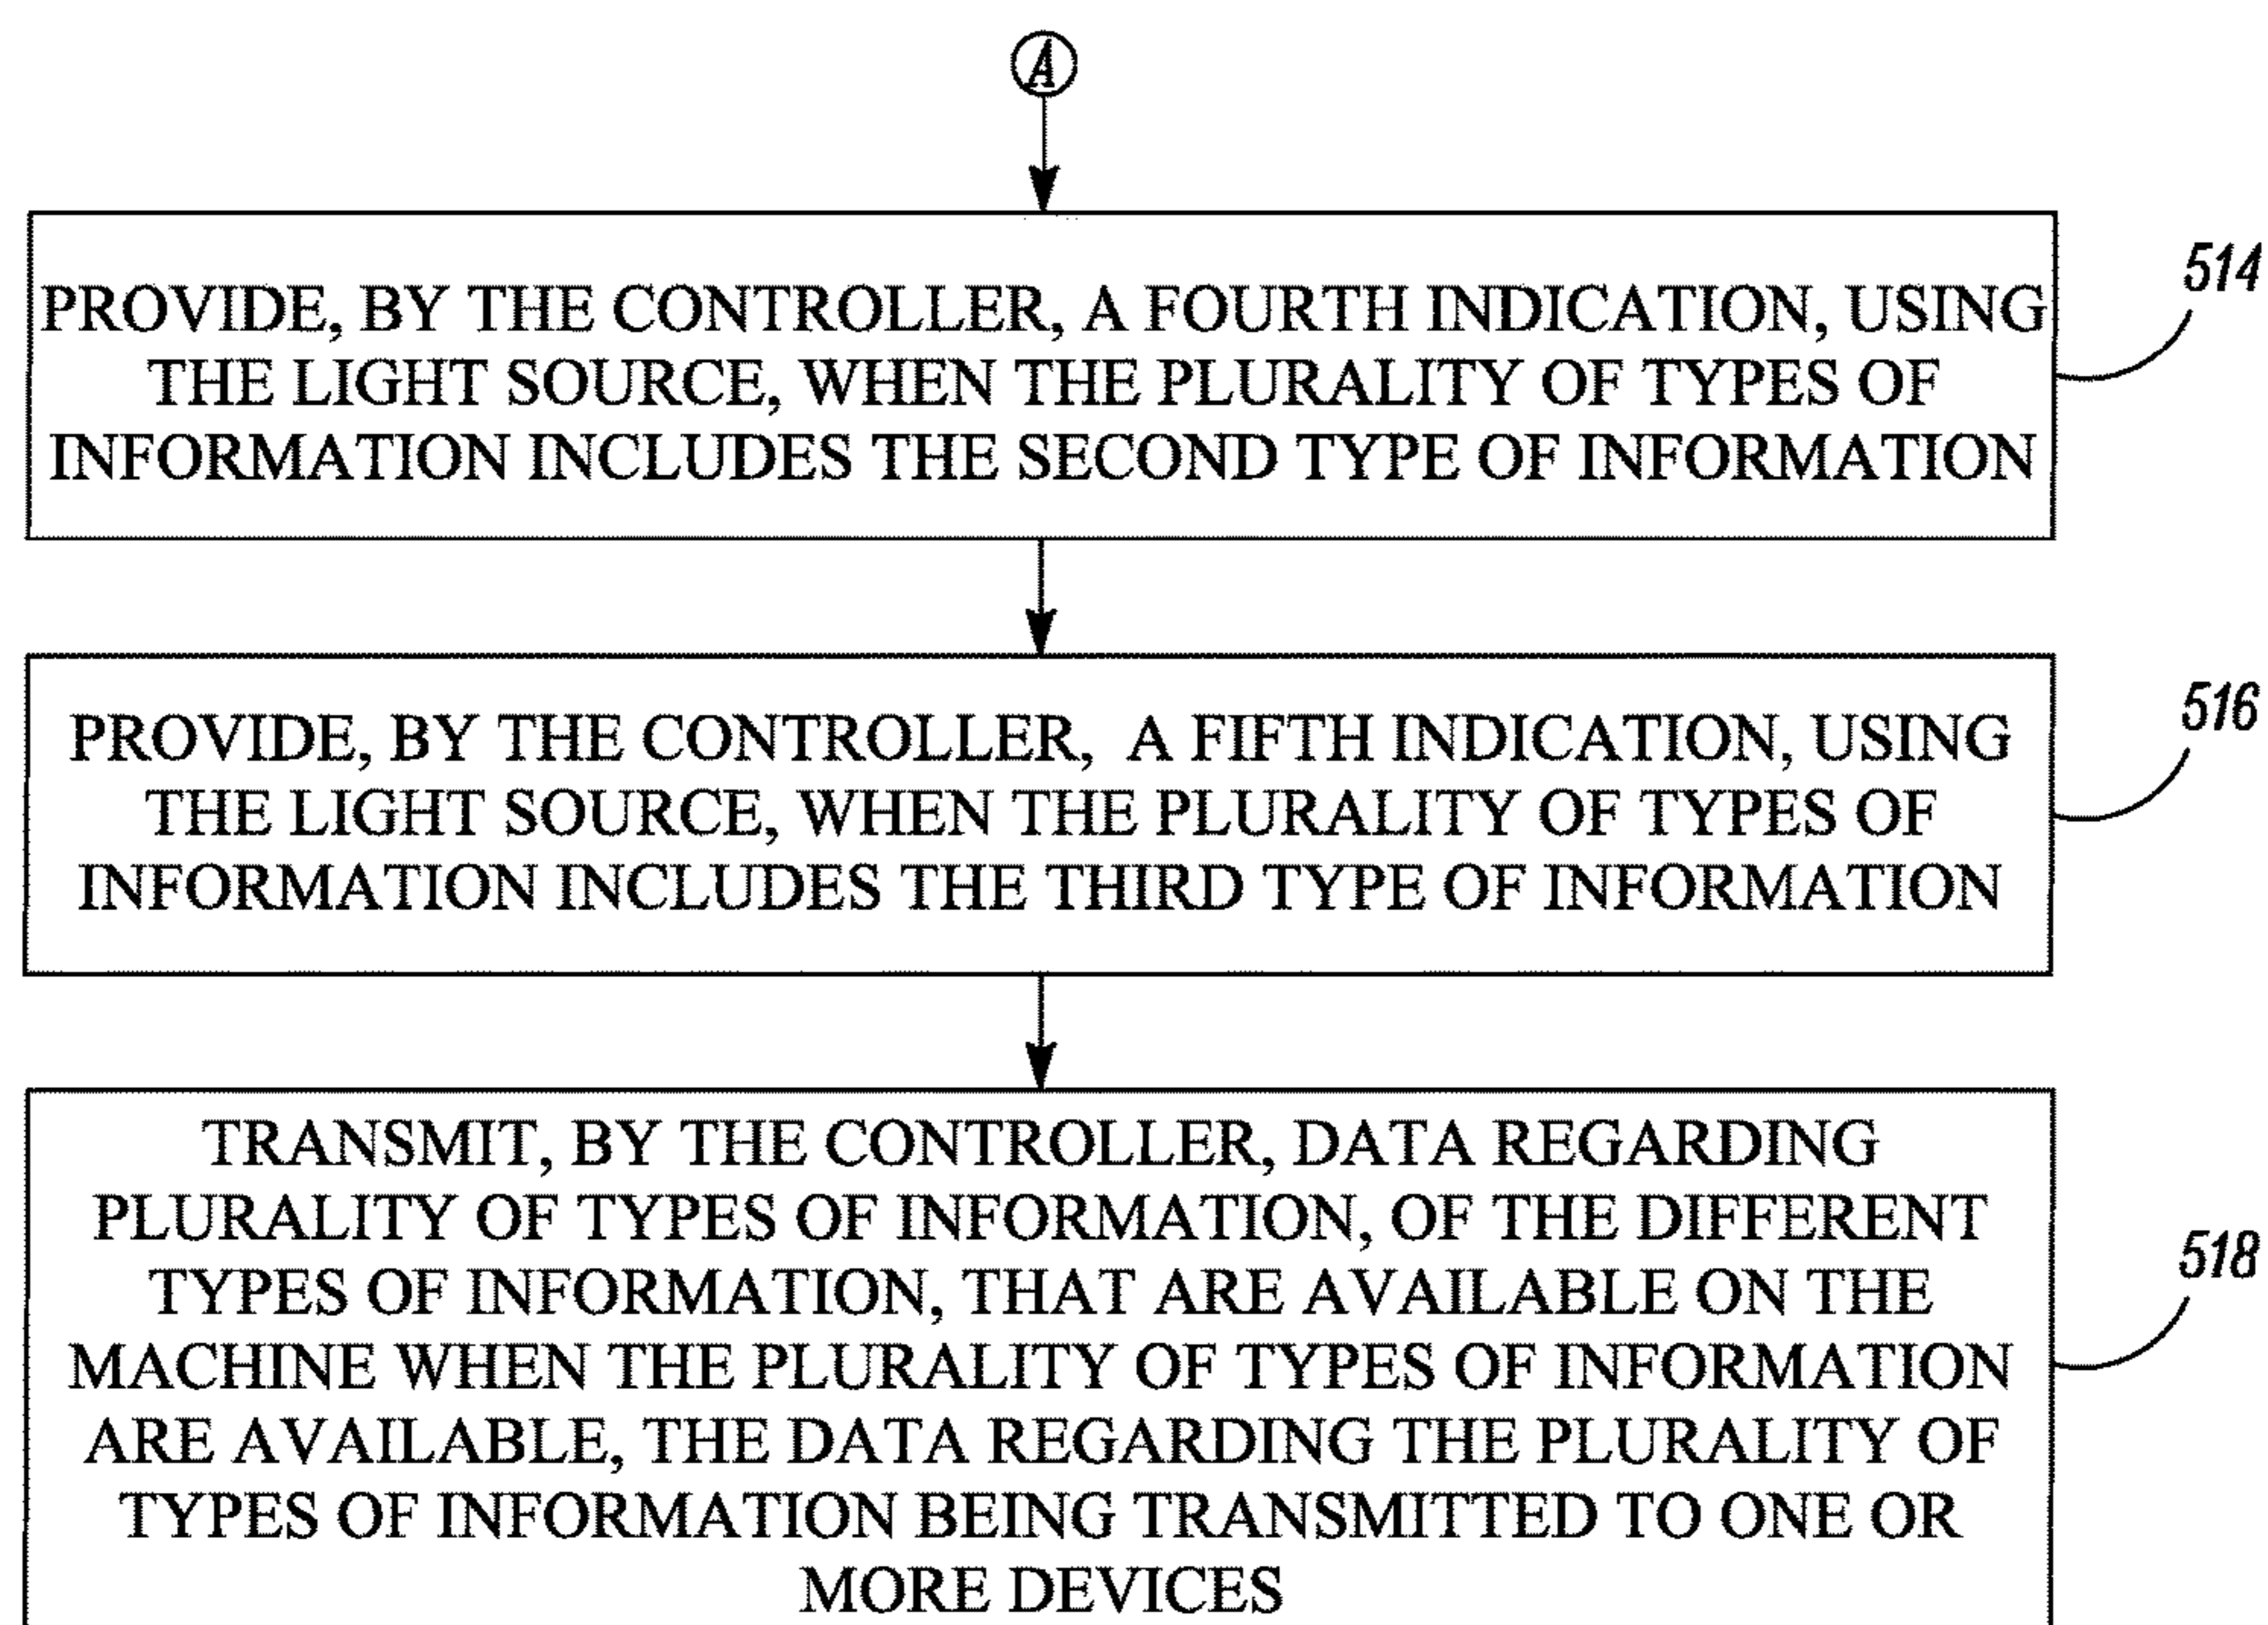 A
PROVIDE, BY THE CONTROLLER, A FOURTH INDICATION, USING
THE LIGHT SOURCE, WHEN THE PLURALITY OF TYPES OF
INFORMATION INCLUDES THE SECOND TYPE OF INFORMATION
514
PROVIDE, BY THE CONTROLLER, A FIFTH INDICATION, USING
THE LIGHT SOURCE, WHEN THE PLURALITY OF TYPES OF
INFORMATION INCLUDES THE THIRD TYPE OF INFORMATION
516
TRANSMIT, BY THE CONTROLLER, DATA REGARDING
PLURALITY OF TYPES OF INFORMATION, OF THE DIFFERENT
TYPES OF INFORMATION, THAT ARE AVAILABLE ON THE
MACHINE WHEN THE PLURALITY OF TYPES OF INFORMATION
ARE AVAILABLE, THE DATA REGARDING THE PLURALITY OF
TYPES OF INFORMATION BEING TRANSMITTED TO ONE OR
MORE DEVICES
518